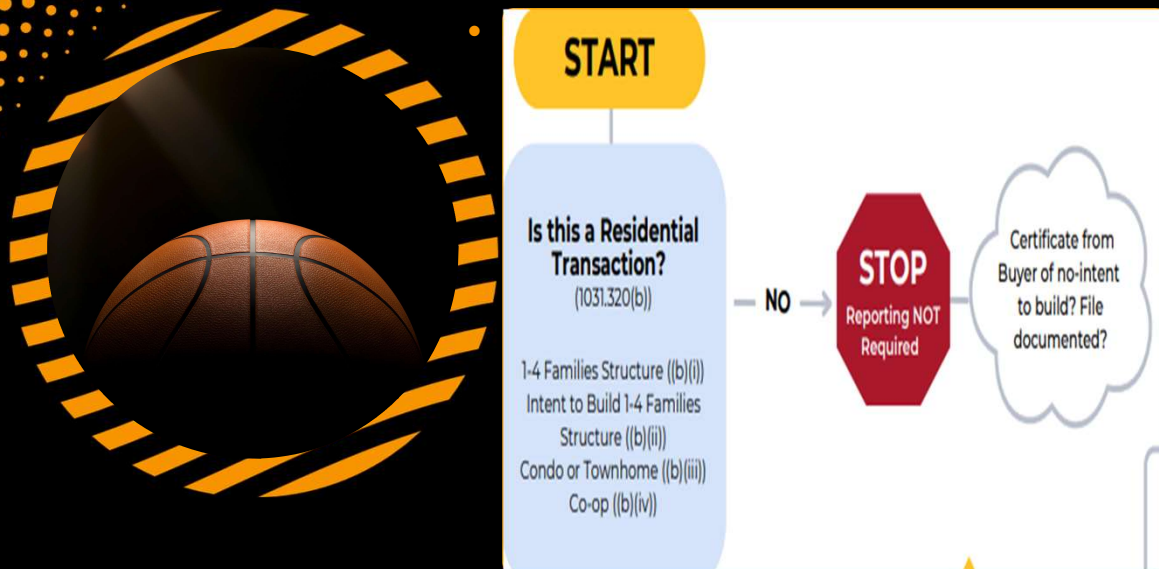 START
Is this a Residential
Transaction?
(1031.320(b))
1-4 Families Structure ((b)(i))
Intent to Build 1-4 Families
Structure ((b)(ii))
Condo or Townhome ((b)(iii))
Co-op ((b)(iv))
NO
STOP
Reporting NOT
Required
Certificate from
Buyer of no-intent
to build? File
documented?